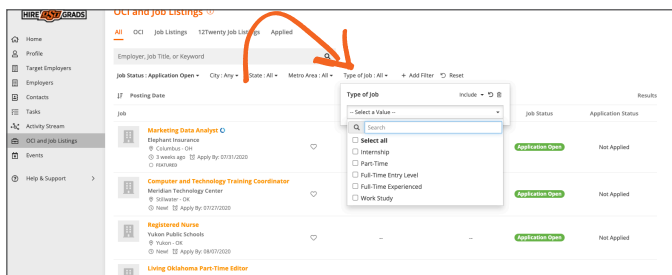 HIRE OSU GRADS
OCI and Job Listings
All OCI Job Listings 12Twenty Job Listings Applied
Employer, Job Title, or Keyword
Job Status : Application Open City : Any State : All Metro Area : All Type of Job : All + Add Filter Reset
Home
Profile
Target Employers
Employers
Contacts
Tasks
Activity Stream
OCI and Job Listings
Events
Help & Support >
Posting Date
Results
Type of Job Include
-- Select a Value --
Search
Select all
Internship
Part-Time
Full-Time Entry Level
Full-Time Experienced
Work Study
Job Job Status Application Status
Marketing Data Analyst
Elephant Insurance
Columbus - OH
3 weeks ago Apply By: 07/31/2020
FEATURED
Application Open Not Applied
Computer and Technology Training Coordinator
Meridian Technology Center
Stillwater - OK
New! Apply By: 07/27/2020
Application Open Not Applied
Registered Nurse
Yukon Public Schools
Yukon - OK
New! Apply By: 08/07/2020
-- -- Application Open Not Applied
Living Oklahoma Part-Time Editor